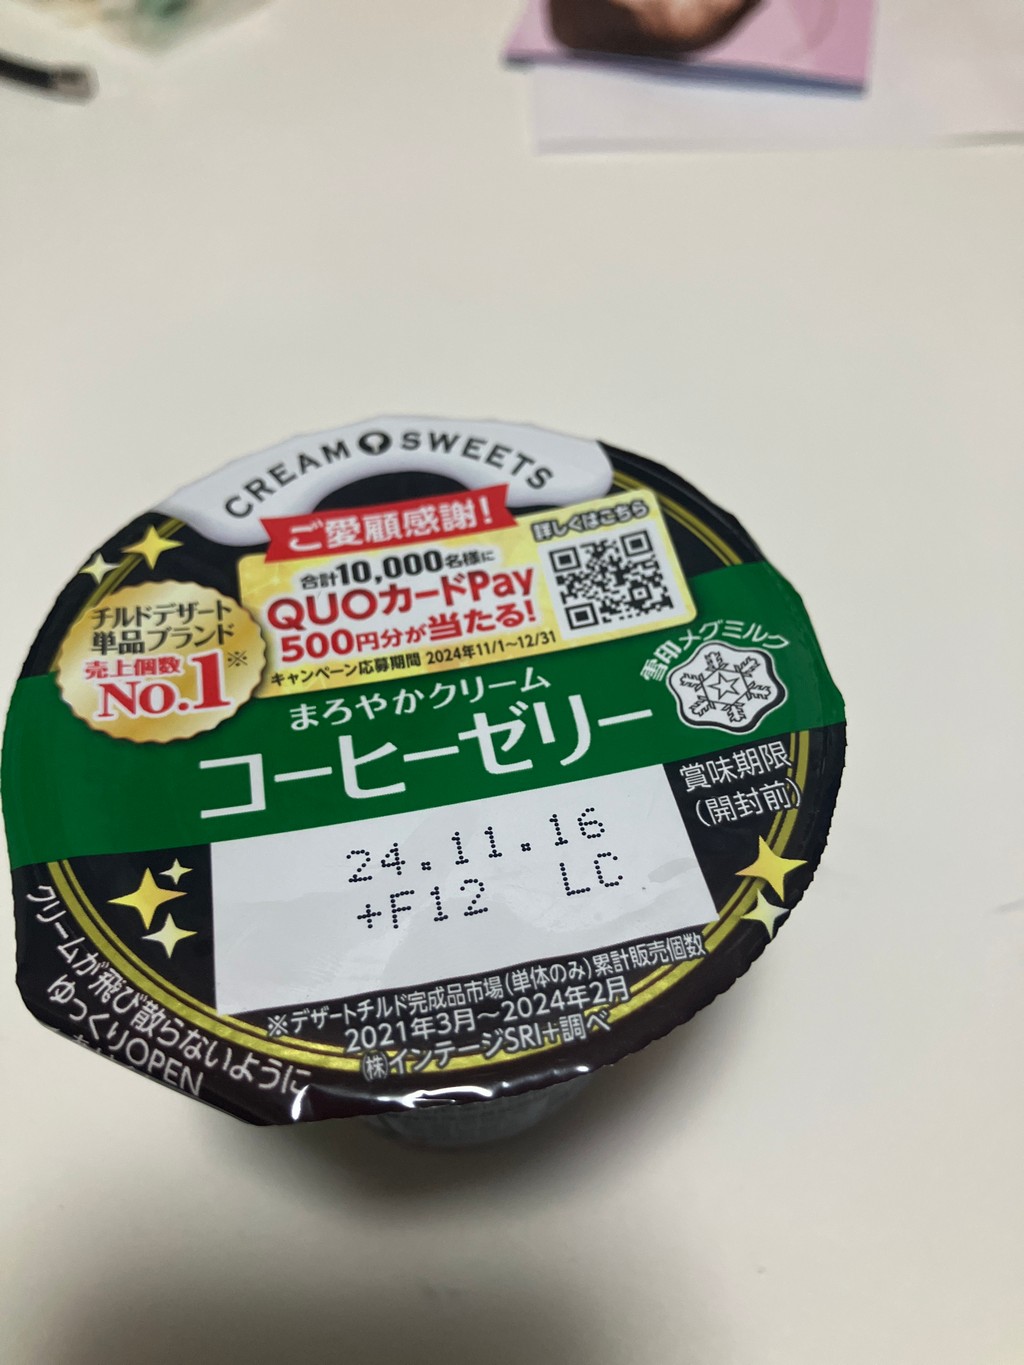 CREAM SWEETS
ご愛顧感謝!
詳しくはこちら
合計10,000名様に
QUOカードPay
500円分が当たる!
キャンペーン応募期間 2024年11/1〜12/31
チルドデザート
単品ブランド
売上個数※
No.1
雪印メグミルク
まろやかクリーム
コーヒーゼリー
賞味期限
(開封前)
24.11.16
+F12 LC
※デザートチルド完成品市場(単体のみ)累計販売個数
2021年3月〜2024年2月
㈱インテージSRI+調べ
クリームが飛び散らないように
ゆっくりOPEN